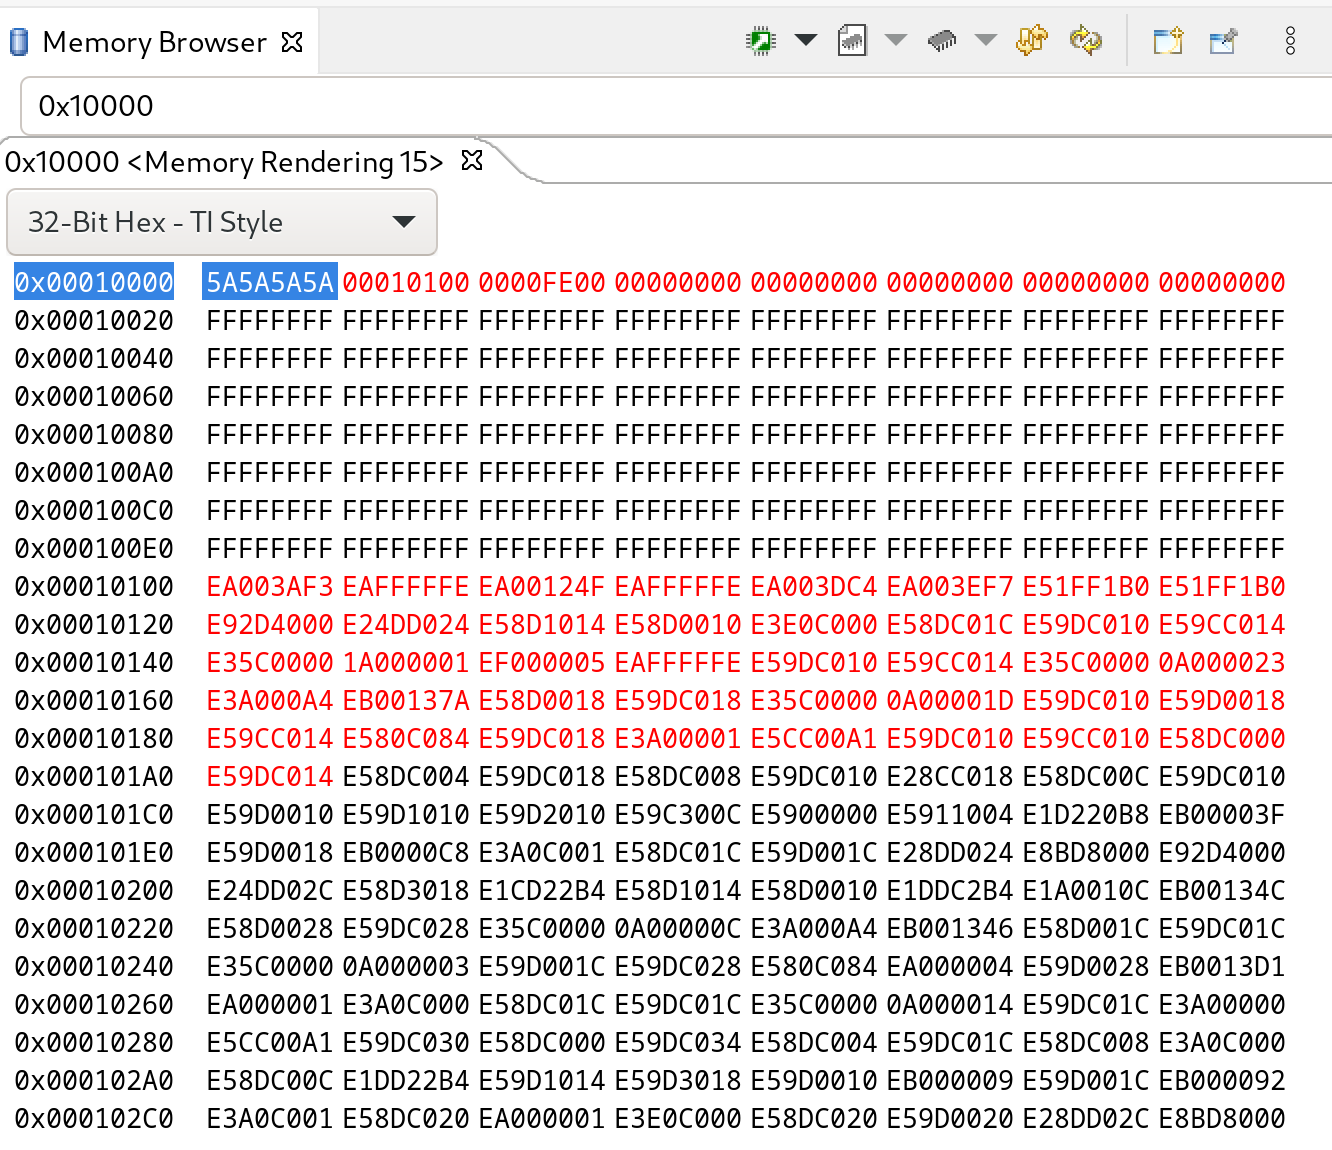 Memory Browser
0x10000
0x10000 <Memory Rendering 15>
32-Bit Hex - TI Style
0x00010000 5A5A5A5A 00010100 0000FE00 00000000 00000000 00000000 00000000 00000000
0x00010020 FFFFFFFF FFFFFFFF FFFFFFFF FFFFFFFF FFFFFFFF FFFFFFFF FFFFFFFF FFFFFFFF
0x00010040 FFFFFFFF FFFFFFFF FFFFFFFF FFFFFFFF FFFFFFFF FFFFFFFF FFFFFFFF FFFFFFFF
0x00010060 FFFFFFFF FFFFFFFF FFFFFFFF FFFFFFFF FFFFFFFF FFFFFFFF FFFFFFFF FFFFFFFF
0x00010080 FFFFFFFF FFFFFFFF FFFFFFFF FFFFFFFF FFFFFFFF FFFFFFFF FFFFFFFF FFFFFFFF
0x000100A0 FFFFFFFF FFFFFFFF FFFFFFFF FFFFFFFF FFFFFFFF FFFFFFFF FFFFFFFF FFFFFFFF
0x000100C0 FFFFFFFF FFFFFFFF FFFFFFFF FFFFFFFF FFFFFFFF FFFFFFFF FFFFFFFF FFFFFFFF
0x000100E0 FFFFFFFF FFFFFFFF FFFFFFFF FFFFFFFF FFFFFFFF FFFFFFFF FFFFFFFF FFFFFFFF
0x00010100 EA003AF3 EAFFFFFE EA00124F EAFFFFFE EA003DC4 EA003EF7 E51FF1B0 E51FF1B0
0x00010120 E92D4000 E24DD024 E58D1014 E58D0010 E3E0C000 E58DC01C E59DC010 E59CC014
0x00010140 E35C0000 1A000001 EF000005 EAFFFFFE E59DC010 E59CC014 E35C0000 0A000023
0x00010160 E3A000A4 EB00137A E58D0018 E59DC018 E35C0000 0A00001D E59DC010 E59D0018
0x00010180 E59CC014 E580C084 E59DC018 E3A00001 E5CC00A1 E59DC010 E59CC010 E58DC000
0x000101A0 E59DC014 E58DC004 E59DC018 E58DC008 E59DC010 E28CC018 E58DC00C E59DC010
0x000101C0 E59D0010 E59D1010 E59D2010 E59C300C E5900000 E5911004 E1D220B8 EB00003F
0x000101E0 E59D0018 EB0000C8 E3A0C001 E58DC01C E59D001C E28DD024 E8BD8000 E92D4000
0x00010200 E24DD02C E58D3018 E1CD22B4 E58D1014 E58D0010 E1DDC2B4 E1A0010C EB00134C
0x00010220 E58D0028 E59DC028 E35C0000 0A00000C E3A000A4 EB001346 E58D001C E59DC01C
0x00010240 E35C0000 0A000003 E59D001C E59DC028 E580C084 EA000004 E59D0028 EB0013D1
0x00010260 EA000001 E3A0C000 E58DC01C E59DC01C E35C0000 0A000014 E59DC01C E3A00000
0x00010280 E5CC00A1 E59DC030 E58DC000 E59DC034 E58DC004 E59DC01C E58DC008 E3A0C000
0x000102A0 E58DC00C E1DD22B4 E59D1014 E59D3018 E59D0010 EB000009 E59D001C EB000092
0x000102C0 E3A0C001 E58DC020 EA000001 E3E0C000 E58DC020 E59D0020 E28DD02C E8BD8000